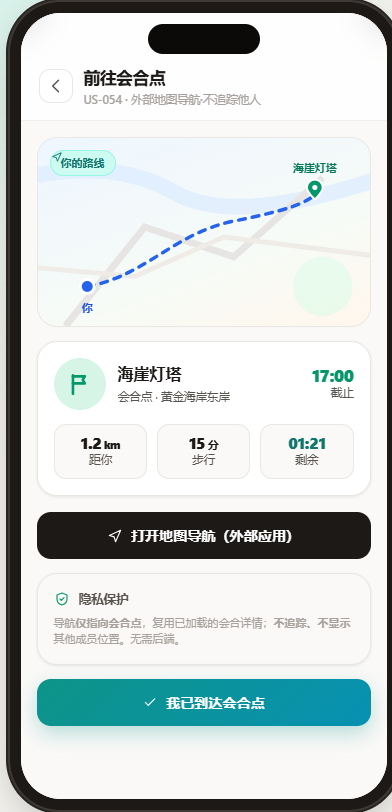 前往会合点
US-054 · 外部地图导航·不追踪他人
你的路线
海崖灯塔
你
海崖灯塔
17:00
会合点 · 黄金海岸东岸
截止
1.2 km
15 分
01:21
距你
步行
剩余
打开地图导航（外部应用）
隐私保护
导航仅指向会合点，复用已加载的会合详情；不追踪、不显示
其他成员位置。无需后端。
我已到达会合点